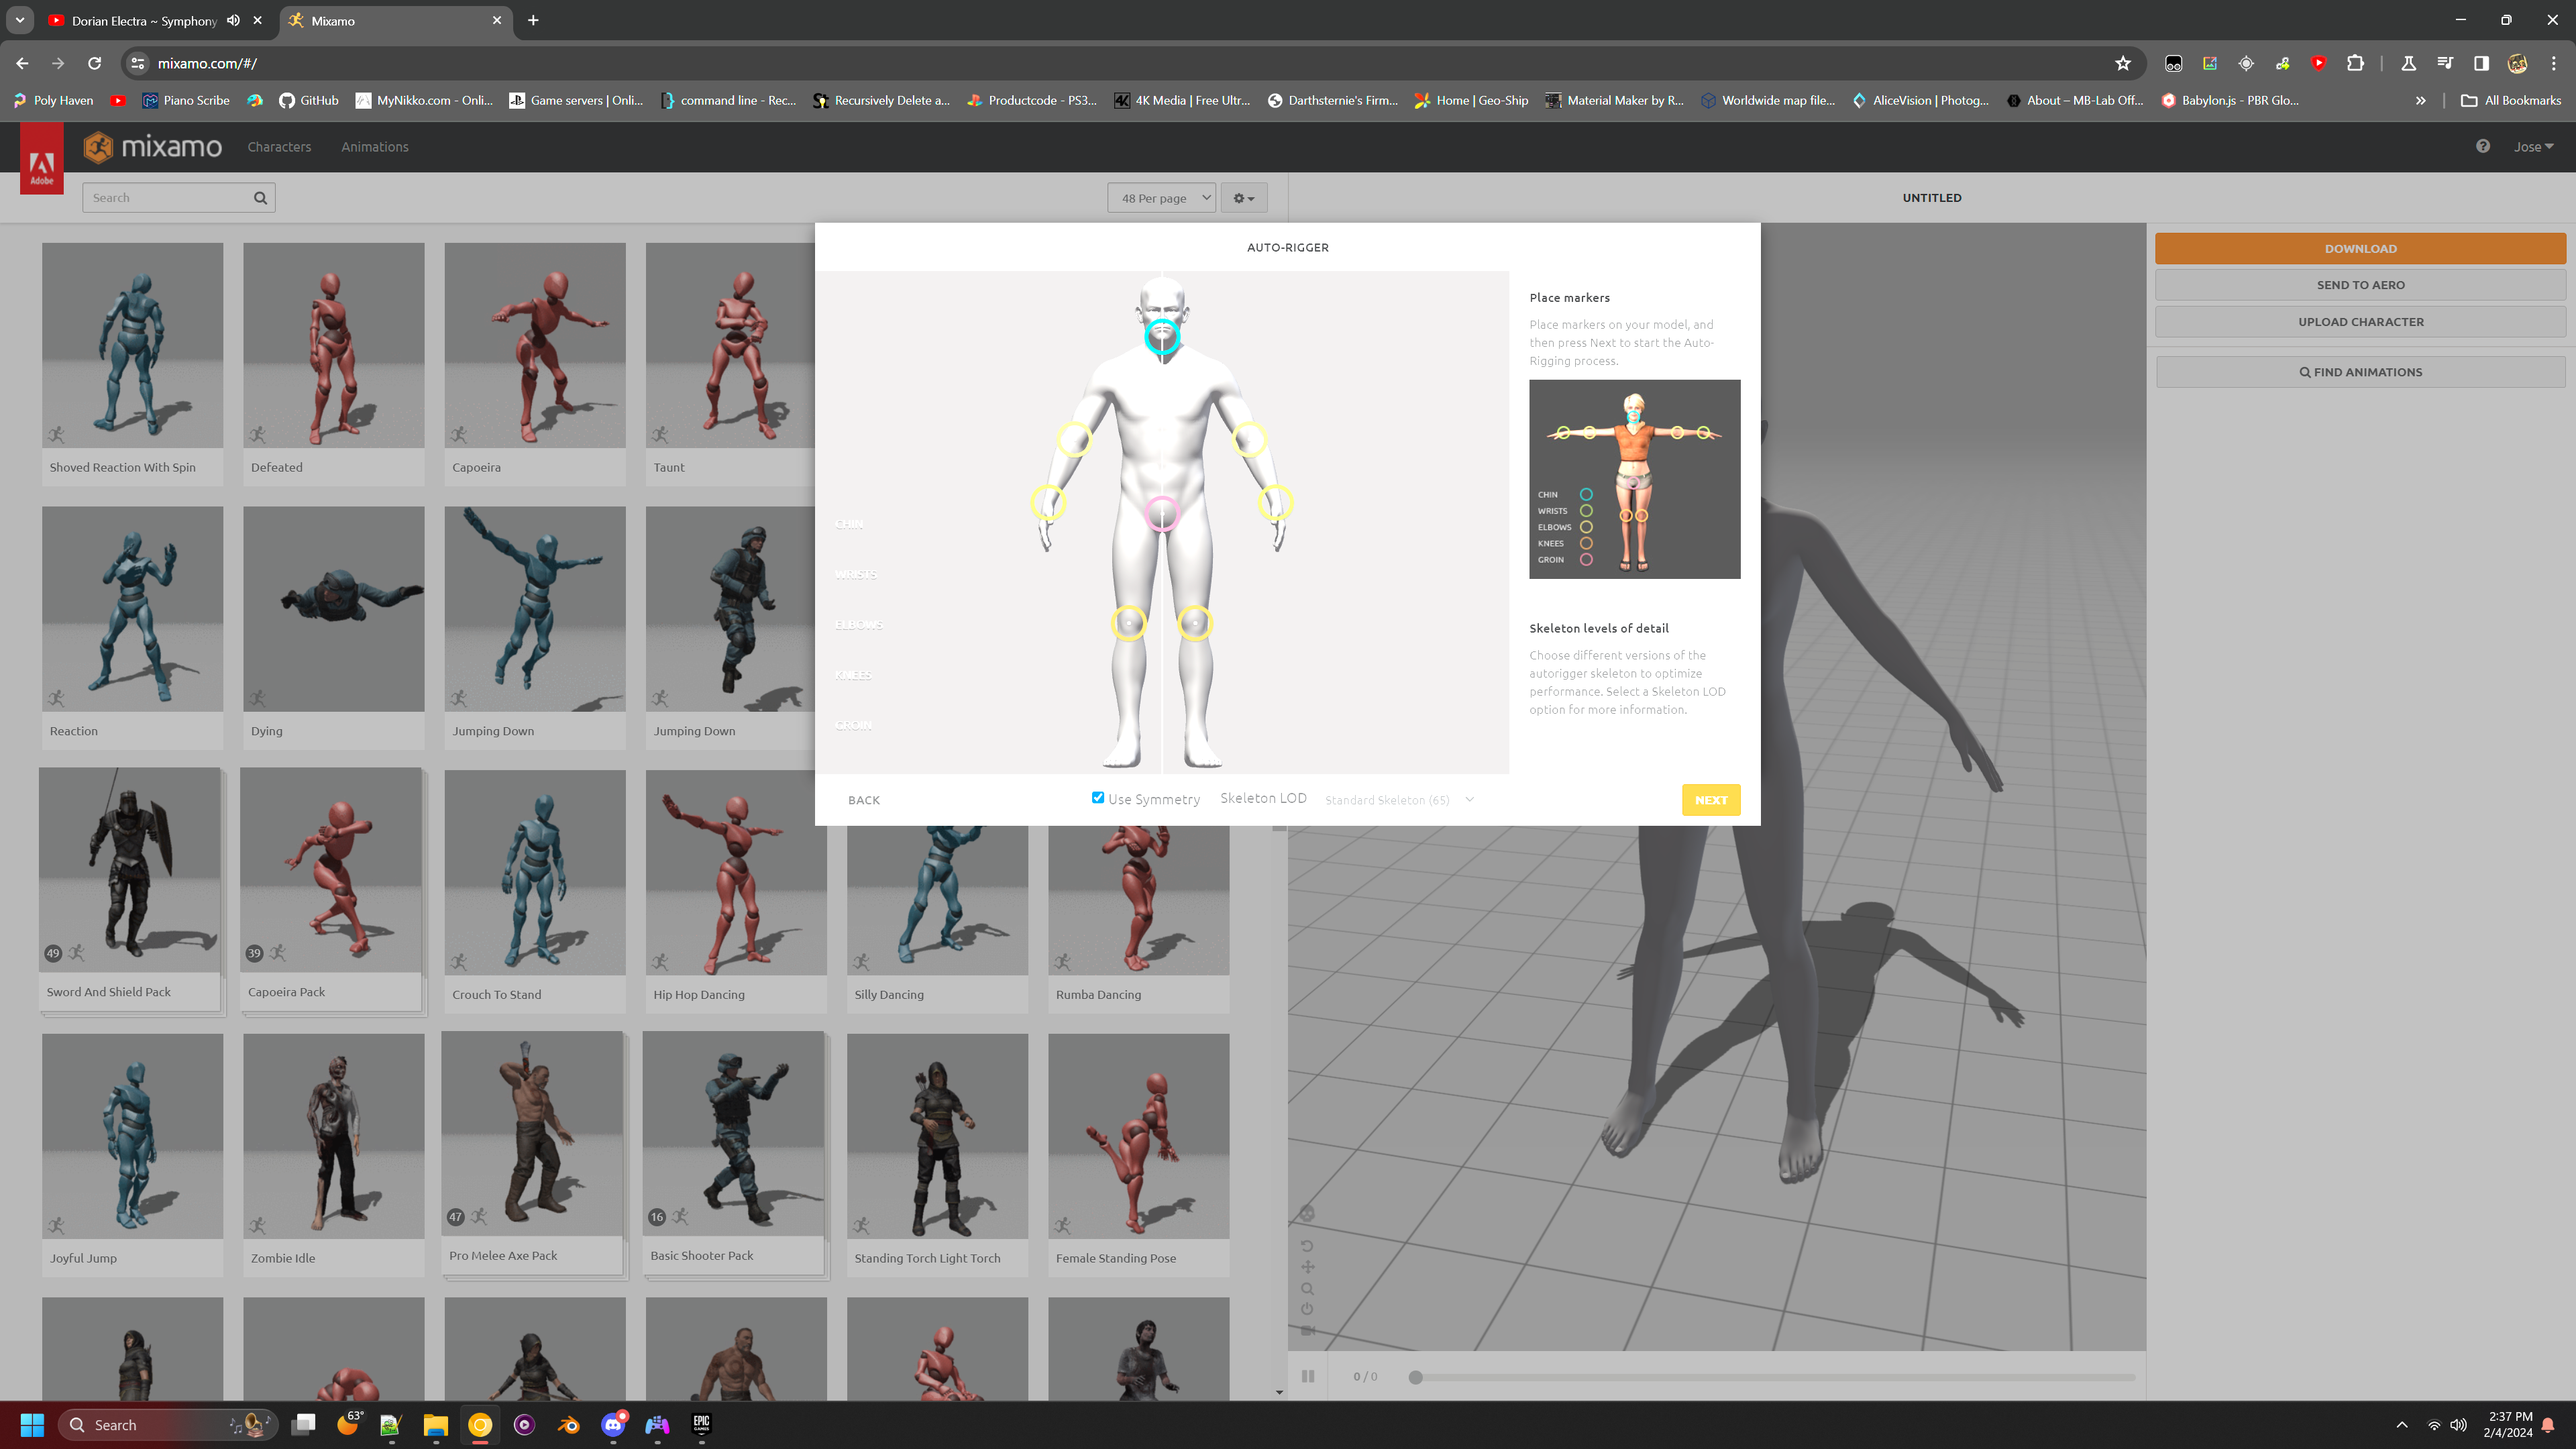 Dorian Electra ~ Symphony
Mixamo
mixamo.com/#/
Poly Haven
Piano Scribe
GitHub
MyNikko.com - Onli...
Game servers | Onli...
command line - Rec...
Recursively Delete a...
Productcode - PS3...
4K Media | Free Ultr...
Darthsternie's Firm...
Home | Geo-Ship
Material Maker by R...
Worldwide map file...
AliceVision | Photog...
About – MB-Lab Off...
Babylon.js - PBR Glo...
All Bookmarks
Adobe
mixamo
Characters
Animations
Jose
Search
48 Per page
UNTITLED
AUTO-RIGGER
DOWNLOAD
SEND TO AERO
UPLOAD CHARACTER
FIND ANIMATIONS
Place markers
Place markers on your model, and
then press Next to start the Auto-
Rigging process.
CHIN
WRISTS
ELBOWS
KNEES
GROIN
CHIN
WRISTS
ELBOWS
KNEES
GROIN
Skeleton levels of detail
Choose different versions of the
autorigger skeleton to optimize
performance. Select a Skeleton LOD
option for more information.
BACK
Use Symmetry
Skeleton LOD
Standard Skeleton (65)
NEXT
Shoved Reaction With Spin
Defeated
Capoeira
Taunt
Reaction
Dying
Jumping Down
Jumping Down
49
39
Sword And Shield Pack
Capoeira Pack
Crouch To Stand
Hip Hop Dancing
Silly Dancing
Rumba Dancing
47
16
Joyful Jump
Zombie Idle
Pro Melee Axe Pack
Basic Shooter Pack
Standing Torch Light Torch
Female Standing Pose
0 / 0
Search
63°
EPIC
GAMES
2:37 PM
2/4/2024